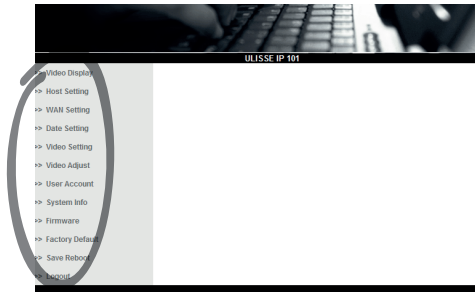 ULISSE IP 101
>> Video Display
>> Host Setting
>> WAN Setting
>> Date Setting
>> Video Setting
>> Video Adjust
>> User Account
>> System Info
>> Firmware
>> Factory Default
>> Save Reboot
>> Logout